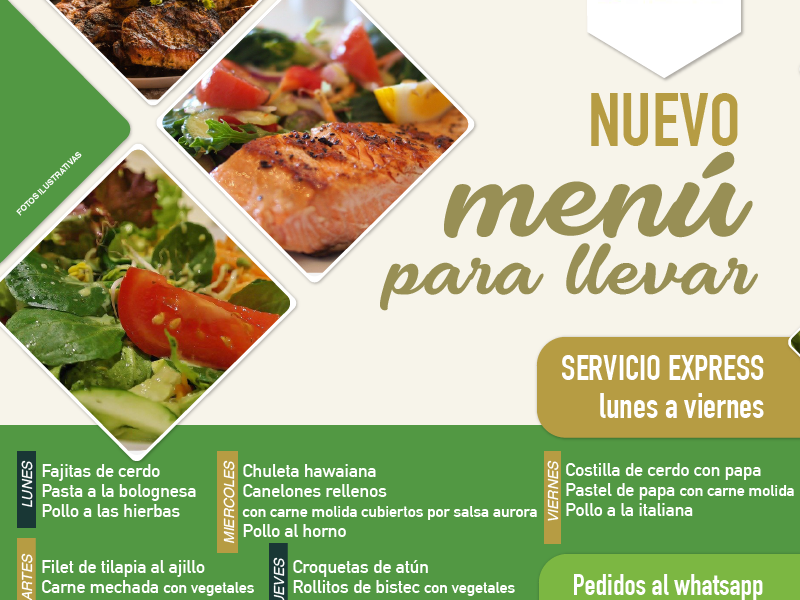 FOTOS ILUSTRATIVAS
NUEVO
menú
para llevar
SERVICIO EXPRESS
lunes a viernes
LUNES
Fajitas de cerdo
Pasta a la bolognesa
Pollo a las hierbas
MIERCOLES
Chuleta hawaiana
Canelones rellenos
con carne molida cubiertos por salsa aurora
Pollo al horno
VIERNES
Costilla de cerdo con papa
Pastel de papa con carne molida
Pollo a la italiana
ARTES
Filet de tilapia al ajillo
Carne mechada con vegetales
UEVES
Croquetas de atún
Rollitos de bistec con vegetales
Pedidos al whatsapp